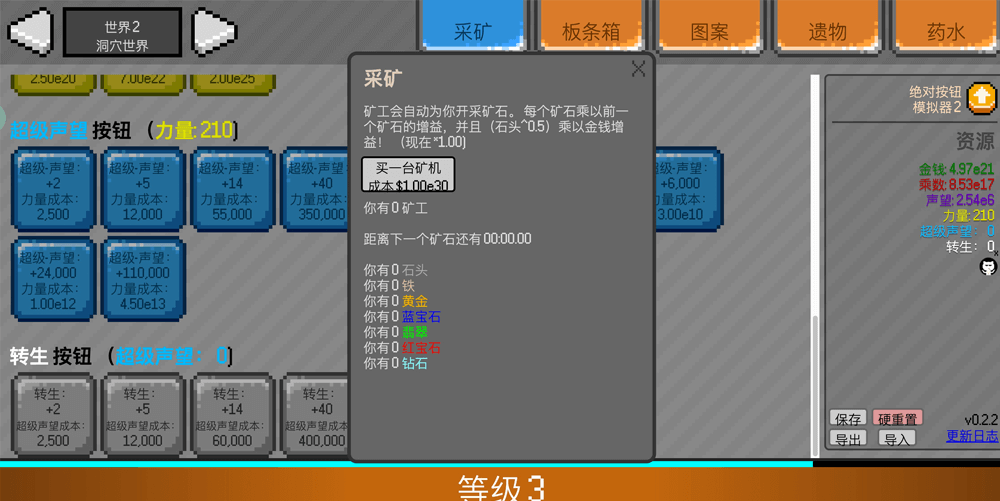 世界2
洞穴世界
采矿
板条箱
图案
遗物
药水
2.50e20
7.00e22
2.00e25
超级声望 按钮 （力量: 210）
超级-声望:
+2
力量成本:
2,500
超级-声望:
+5
力量成本:
12,000
超级-声望:
+14
力量成本:
55,000
超级-声望:
+40
力量成本:
350,000
+6,000
3.00e10
超级-声望:
+24,000
力量成本:
1.00e12
超级-声望:
+110,000
力量成本:
4.50e13
转生 按钮 （超级声望： 0）
转生:
+2
超级声望成本:
2,500
转生:
+5
超级声望成本:
12,000
转生:
+14
超级声望成本:
60,000
转生:
+40
超级声望成本:
400,000
采矿
矿工会自动为你开采矿石。每个矿石乘以前一
个矿石的增益，并且（石头^0.5）乘以金钱增
益！（现在 *1.00)
买一台矿机
成本 $1.00e30
你有 0 矿工
距离下一个矿石还有 00:00.00
你有 0 石头
你有 0 铁
你有 0 黄金
你有 0 蓝宝石
你有 0 翡翠
你有 0 红宝石
你有 0 钻石
绝对按钮
模拟器 2
资源
金钱: 4.97e21
乘数: 8.53e17
声望: 2.54e6
力量: 210
超级声望： 0
转生： 0
保存
硬重置
导出
导入
v0.2.2
更新日志
等级 3